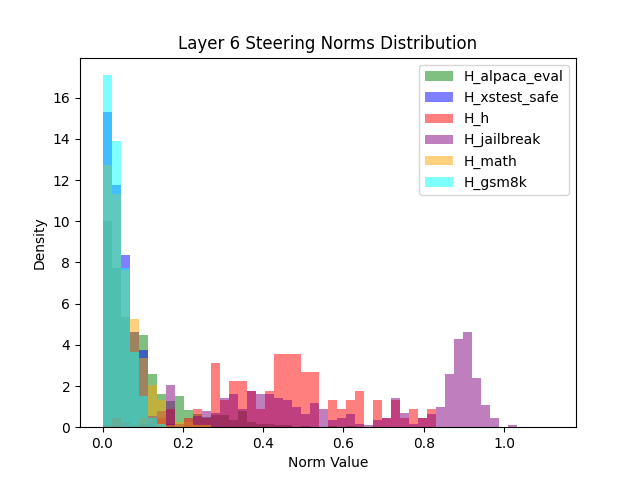 Layer 6 Steering Norms Distribution
H_alpaca_eval
H_xstest_safe
H_h
H_jailbreak
H_math
H_gsm8k
16
14
12
10
8
6
4
2
0
Density
0.0 0.2 0.4 0.6 0.8 1.0
Norm Value